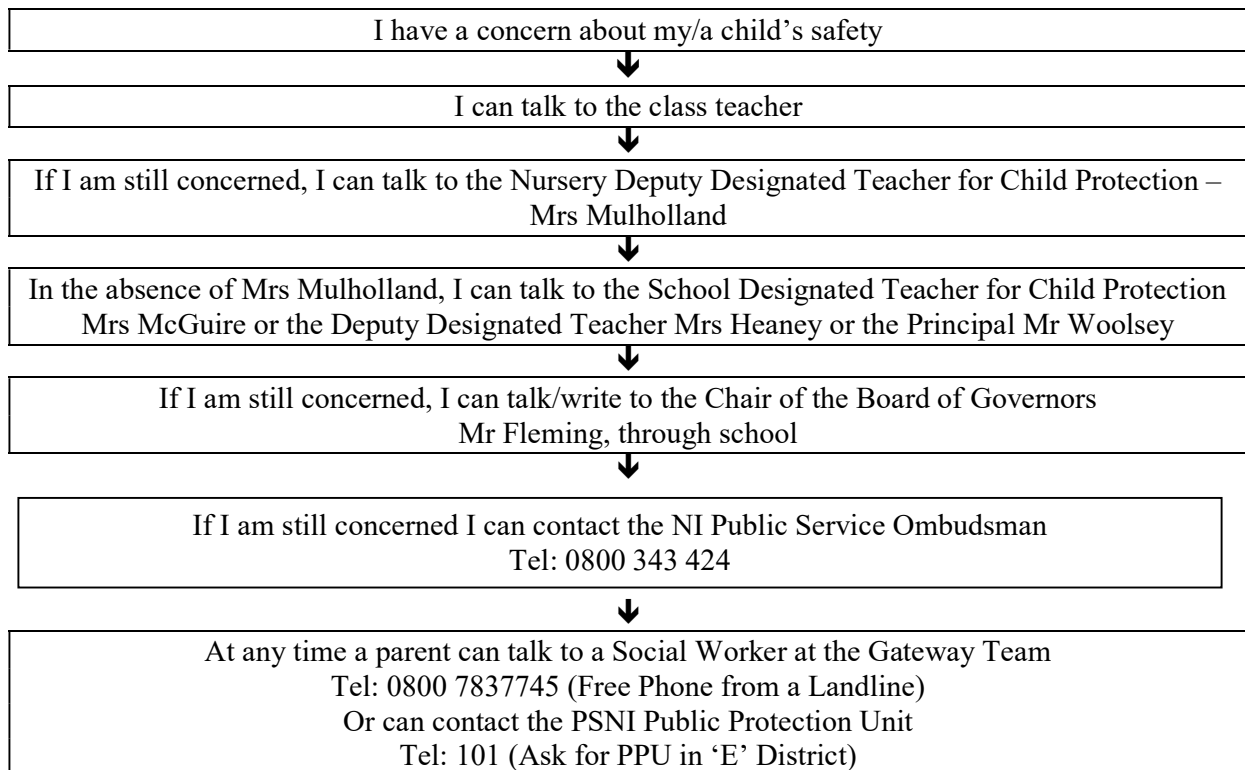 I have a concern about my/a child’s safety
I can talk to the class teacher
If I am still concerned, I can talk to the Nursery Deputy Designated Teacher for Child Protection –
Mrs Mulholland
In the absence of Mrs Mulholland, I can talk to the School Designated Teacher for Child Protection
Mrs McGuire or the Deputy Designated Teacher Mrs Heaney or the Principal Mr Woolsey
If I am still concerned, I can talk/write to the Chair of the Board of Governors
Mr Fleming, through school
If I am still concerned I can contact the NI Public Service Ombudsman
Tel: 0800 343 424
At any time a parent can talk to a Social Worker at the Gateway Team
Tel: 0800 7837745 (Free Phone from a Landline)
Or can contact the PSNI Public Protection Unit
Tel: 101 (Ask for PPU in ‘E’ District)